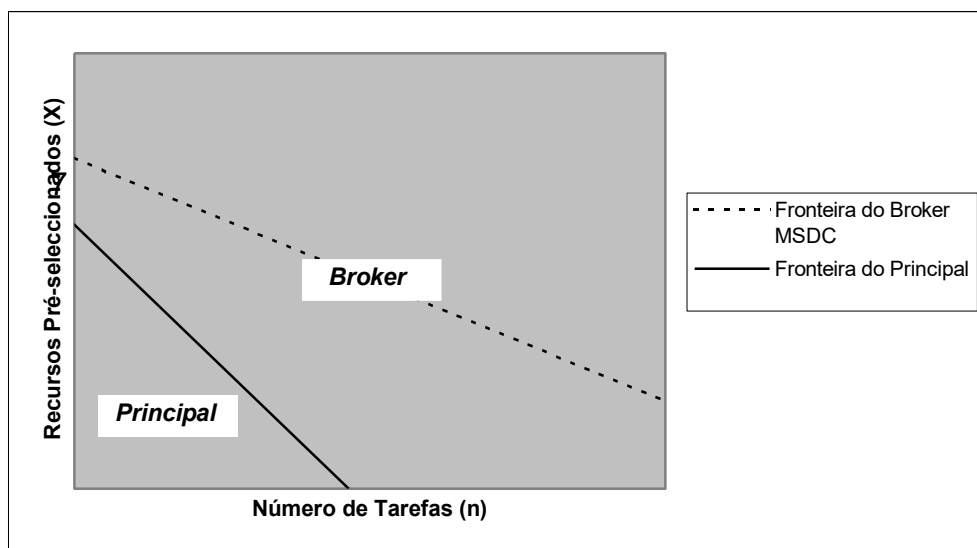 Recursos Pré-seleccionados (X)
Broker
Principal
Número de Tarefas (n)
Fronteira do Broker
MSDC
Fronteira do Principal